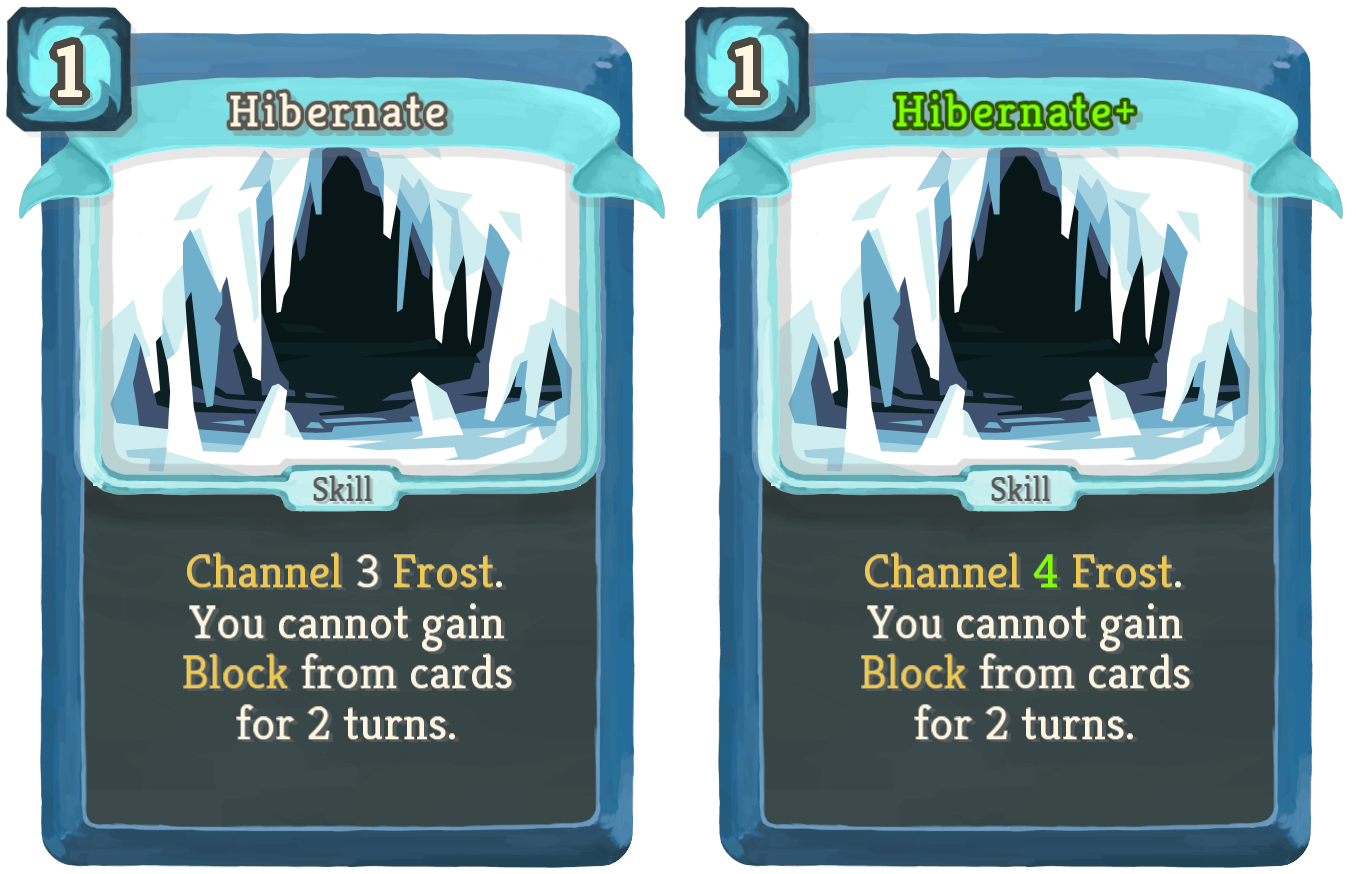 1
Hibernate
Skill
Channel 3 Frost.
You cannot gain
Block from cards
for 2 turns.
1
Hibernate+
Skill
Channel 4 Frost.
You cannot gain
Block from cards
for 2 turns.